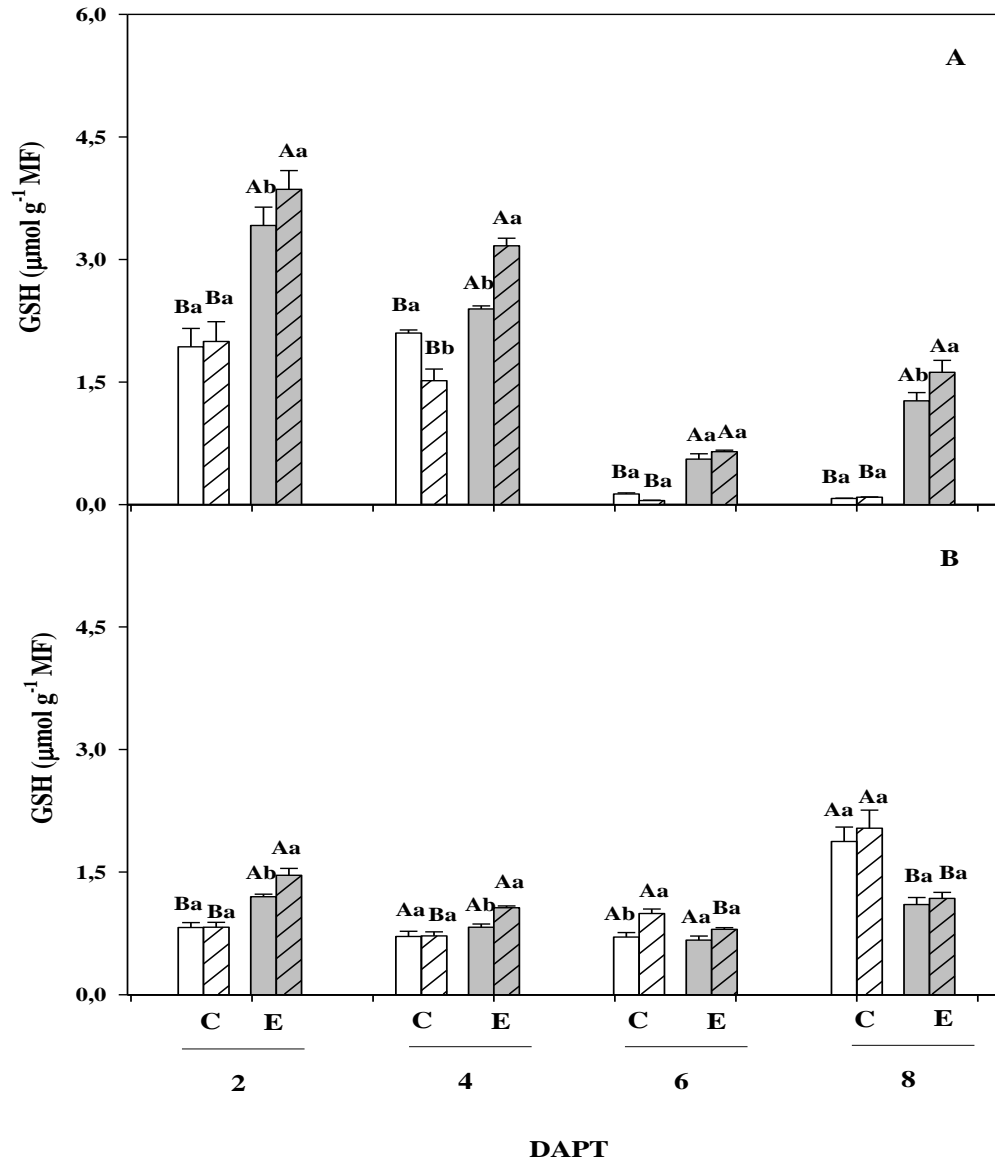 6,0
A
4,5
Aa
Ab
GSH (µmol g⁻¹ MF)
3,0
Aa
Ba Ba
Ab
Ba
Bb
Aa
1,5
Ab
Aa Aa
Ba Ba
Ba Ba
0,0
B
4,5
GSH (µmol g⁻¹ MF)
3,0
Aa Aa
1,5
Aa
Ab
Ba Ba
Aa
Aa Ba Ab
Aa
Ab Aa Ba
Ba Ba
0,0
C E C E C E C E
2 4 6 8
DAPT